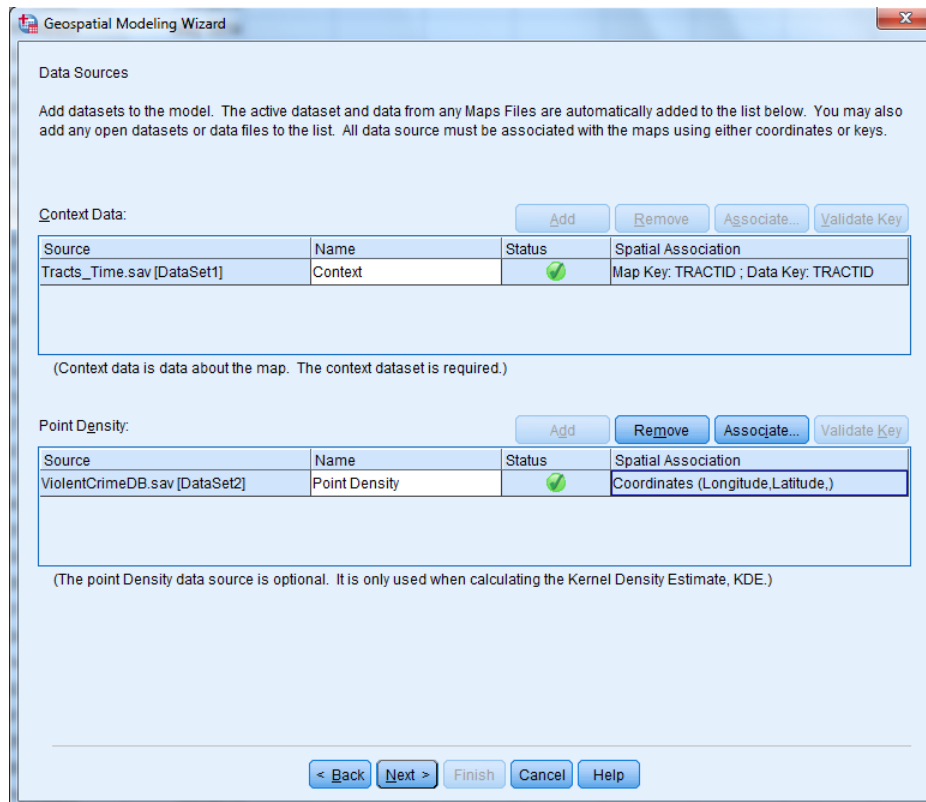 Geospatial Modeling Wizard
Data Sources
Add datasets to the model. The active dataset and data from any Maps Files are automatically added to the list below. You may also
add any open datasets or data files to the list. All data source must be associated with the maps using either coordinates or keys.
Context Data:
Add Remove Associate... Validate Key
Source Name Status Spatial Association
Tracts_Time.sav [DataSet1] Context Map Key: TRACTID ; Data Key: TRACTID
(Context data is data about the map. The context dataset is required.)
Point Density:
Add Remove Associate... Validate Key
Source Name Status Spatial Association
ViolentCrimeDB.sav [DataSet2] Point Density Coordinates (Longitude,Latitude,)
(The point Density data source is optional. It is only used when calculating the Kernel Density Estimate, KDE.)
< Back Next > Finish Cancel Help